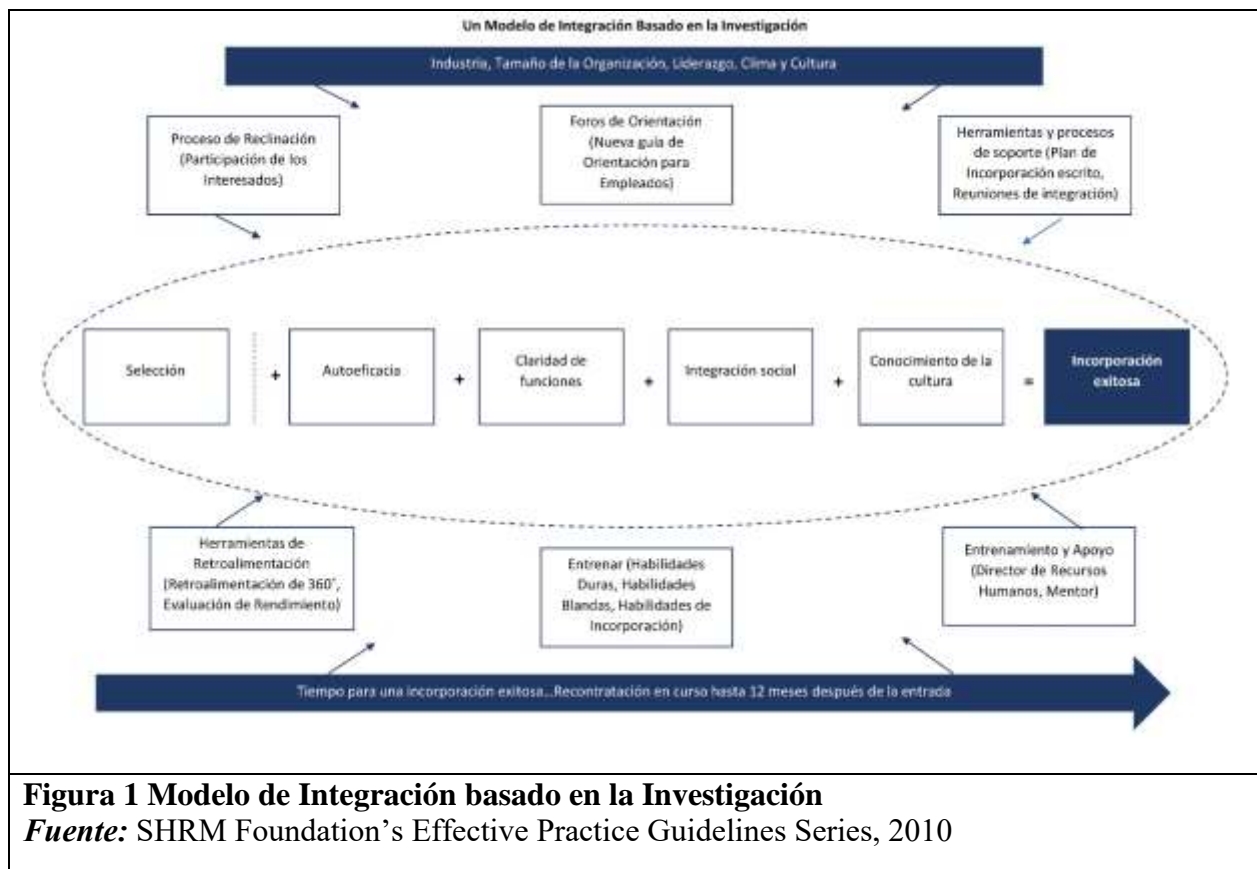 Un Modelo de Integración Basado en la Investigación
Industria, Tamaño de la Organización, Liderazgo, Clima y Cultura
Proceso de Reclinación
(Participación de los
Interesados)
Foros de Orientación
(Nueva guía de
Orientación para
Empleados)
Herramientas y procesos
de soporte (Plan de
Incorporación escrito,
Reuniones de integración)
Selección
+
Autoeficacia
+
Claridad de
funciones
+
Integración social
+
Conocimiento de la
cultura
=
Incorporación
exitosa
Herramientas de
Retroalimentación
(Retroalimentación de 360°,
Evaluación de Rendimiento)
Entrenar (Habilidades
Duras, Habilidades
Blandas, Habilidades de
Incorporación)
Entrenamiento y Apoyo
(Director de Recursos
Humanos, Mentor)
Tiempo para una incorporación exitosa...Recontratación en curso hasta 12 meses después de la entrada
Figura 1 Modelo de Integración basado en la Investigación
Fuente: SHRM Foundation’s Effective Practice Guidelines Series, 2010